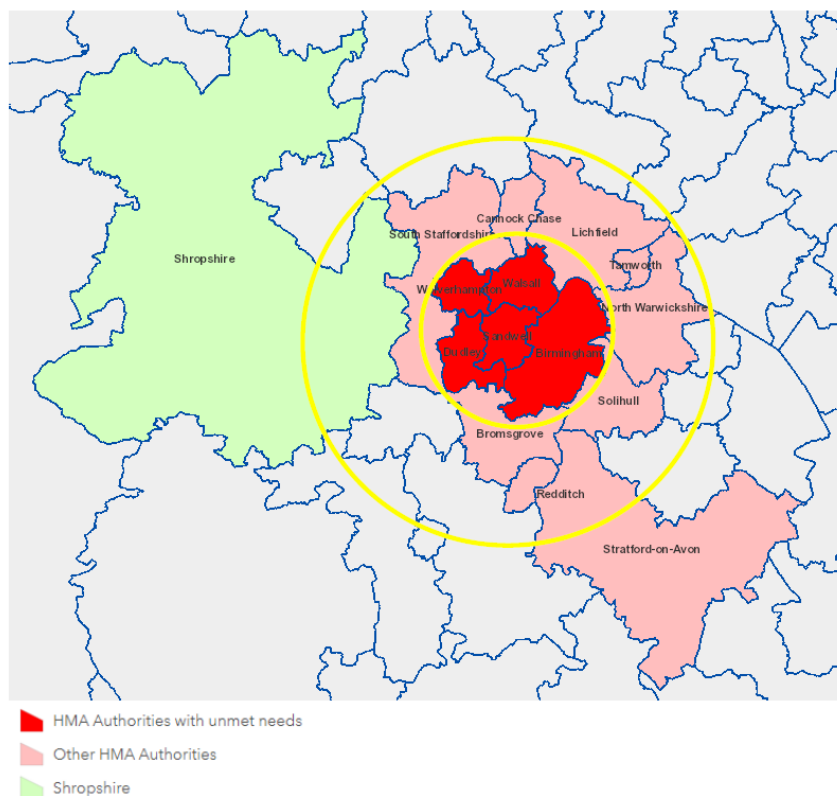 Cannock Chase
South Staffordshire
Lichfield
Shropshire
Tamworth
Wolverhampton
Walsall
North Warwickshire
Sandwell
Dudley
Birmingham
Solihull
Bromsgrove
Redditch
Stratford-on-Avon
HMA Authorities with unmet needs
Other HMA Authorities
Shropshire